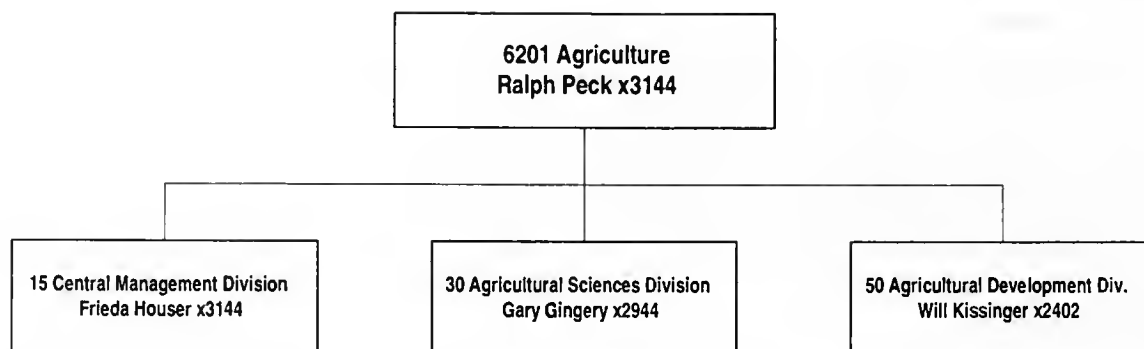 6201 Agriculture
Ralph Peck x3144
15 Central Management Division
Frieda Houser x3144
30 Agricultural Sciences Division
Gary Gingery x2944
50 Agricultural Development Div.
Will Kissinger x2402